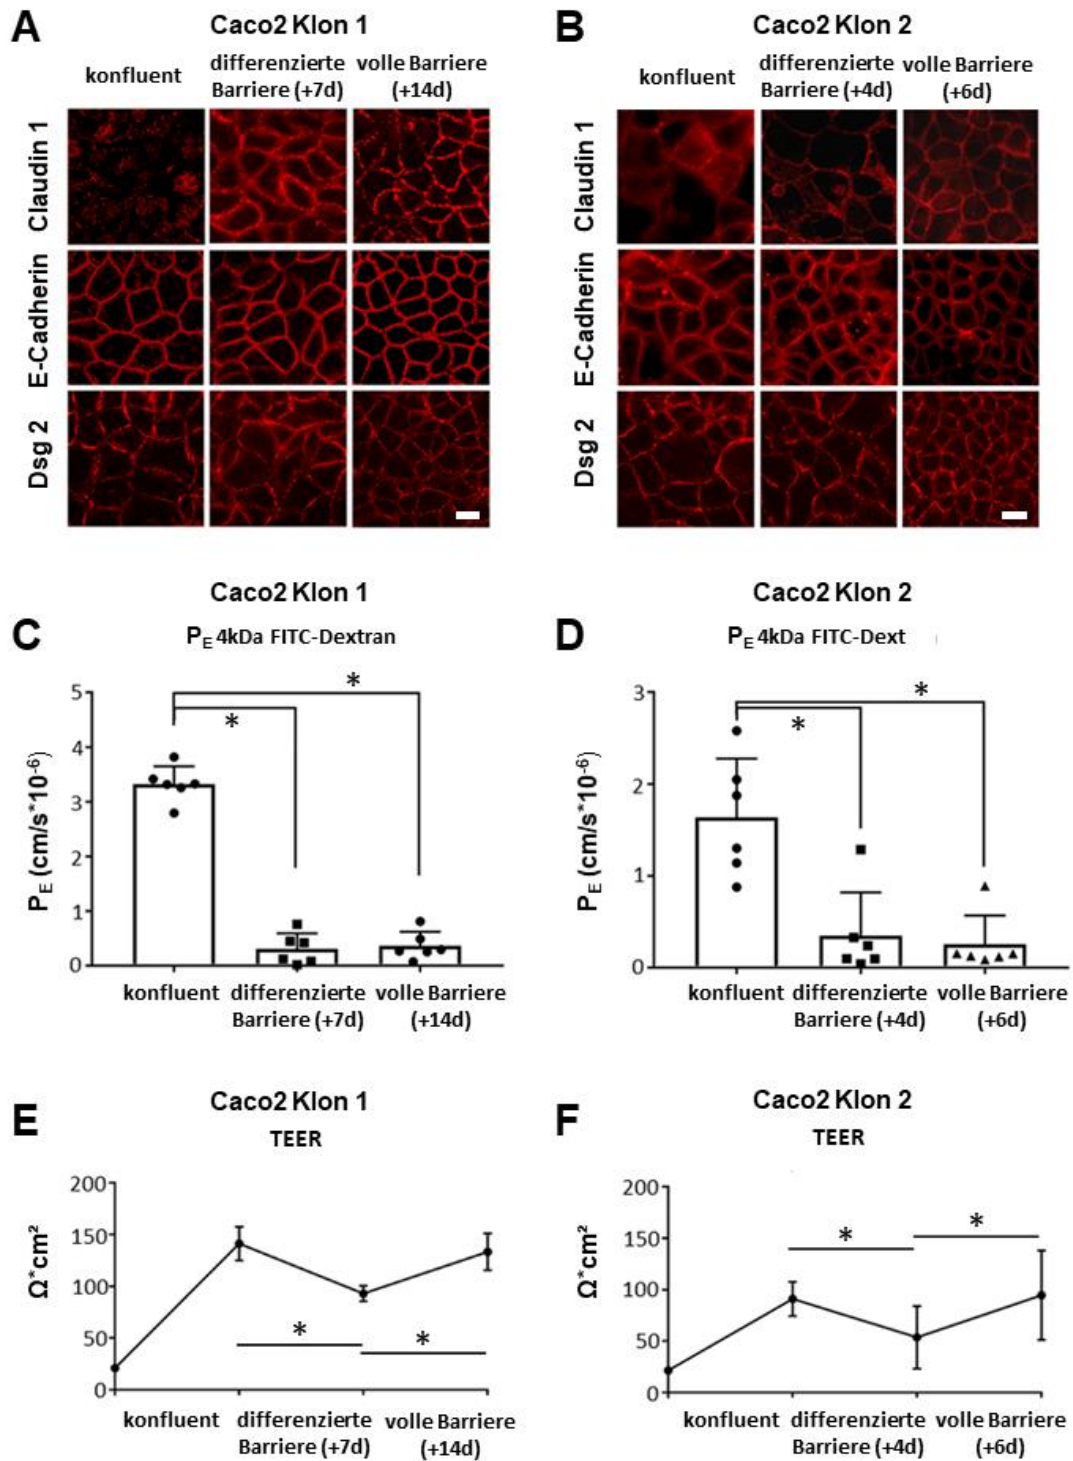 A
Caco2 Klon 1
konfluent
differenzierte
Barriere (+7d)
volle Barriere
(+14d)
Claudin 1
E-Cadherin
Dsg 2
B
Caco2 Klon 2
konfluent
differenzierte
Barriere (+4d)
volle Barriere
(+6d)
Claudin 1
E-Cadherin
Dsg 2
C
Caco2 Klon 1
PE 4kDa FITC-Dextran
PE (cm/s*10-6)
5
4
3
2
1
0
*
*
konfluent
differenzierte
Barriere (+7d)
volle Barriere
(+14d)
D
Caco2 Klon 2
PE 4kDa FITC-Dext
PE (cm/s*10-6)
3
2
1
0
*
*
konfluent
differenzierte
Barriere (+4d)
volle Barriere
(+6d)
E
Caco2 Klon 1
TEER
Ω*cm²
200
150
100
50
0
*
*
konfluent
differenzierte
Barriere (+7d)
volle Barriere
(+14d)
F
Caco2 Klon 2
TEER
Ω*cm²
200
150
100
50
0
*
*
konfluent
differenzierte
Barriere (+4d)
volle Barriere
(+6d)